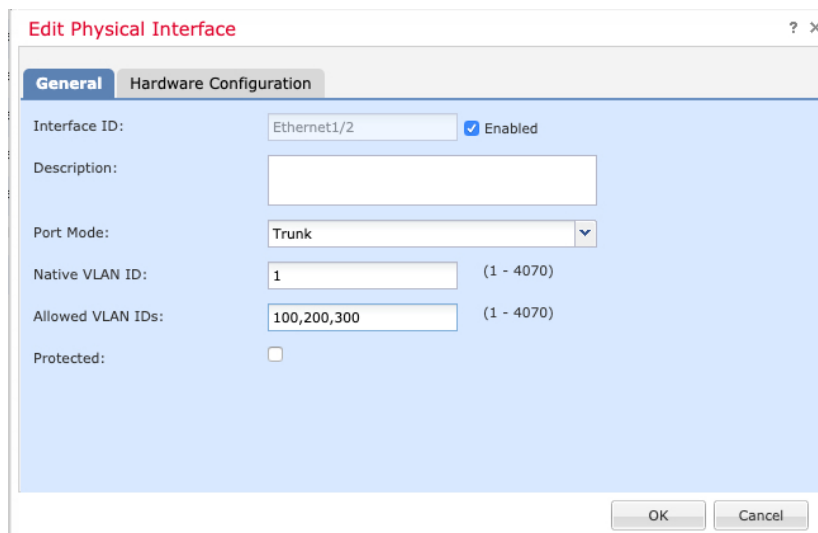 Edit Physical Interface
?
General
Hardware Configuration
Interface ID:
Ethernet1/2
Enabled
Description:
Port Mode:
Trunk
Native VLAN ID:
1
(1 - 4070)
Allowed VLAN IDs:
100,200,300
(1 - 4070)
Protected:
OK
Cancel